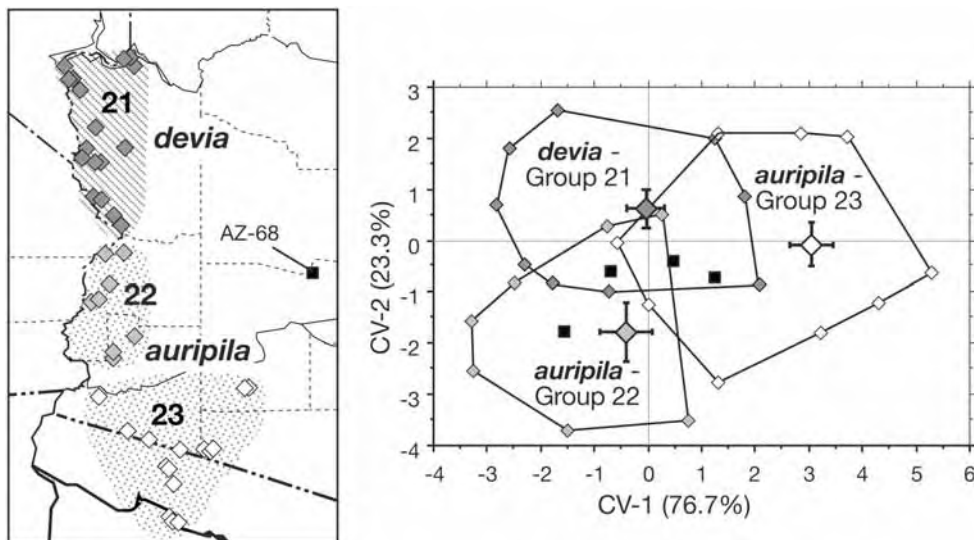 21
devia
AZ-68
22
auripila
23
3
2
1
0
-1
-2
-3
-4
CV-2 (23.3%)
devia -
Group 21
auripila -
Group 23
auripila -
Group 22
-4 -3 -2 -1 0 1 2 3 4 5 6
CV-1 (76.7%)